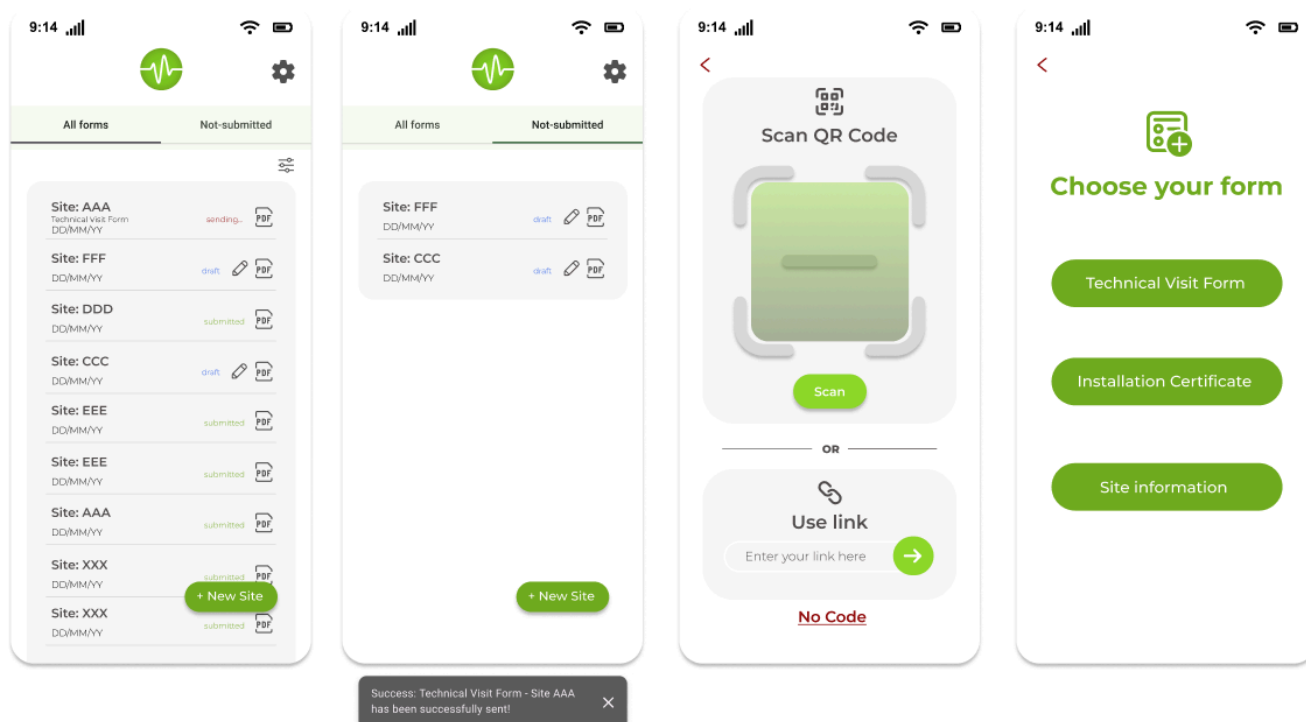 9:14
All forms
Not-submitted
Site: AAA
Technical Visit Form
DD/MM/YY
sending...
PDF
Site: FFF
DD/MM/YY
draft
PDF
Site: DDD
DD/MM/YY
submitted
PDF
Site: CCC
DD/MM/YY
draft
PDF
Site: EEE
DD/MM/YY
submitted
PDF
Site: EEE
DD/MM/YY
submitted
PDF
Site: AAA
DD/MM/YY
submitted
PDF
Site: XXX
DD/MM/YY
submitted
PDF
+ New Site
Site: XXX
DD/MM/YY
submitted
PDF
9:14
All forms
Not-submitted
Site: FFF
DD/MM/YY
draft
PDF
Site: CCC
DD/MM/YY
draft
PDF
+ New Site
Success: Technical Visit Form - Site AAA
has been successfully sent!
9:14
Scan QR Code
Scan
OR
Use link
Enter your link here
No Code
9:14
Choose your form
Technical Visit Form
Installation Certificate
Site information